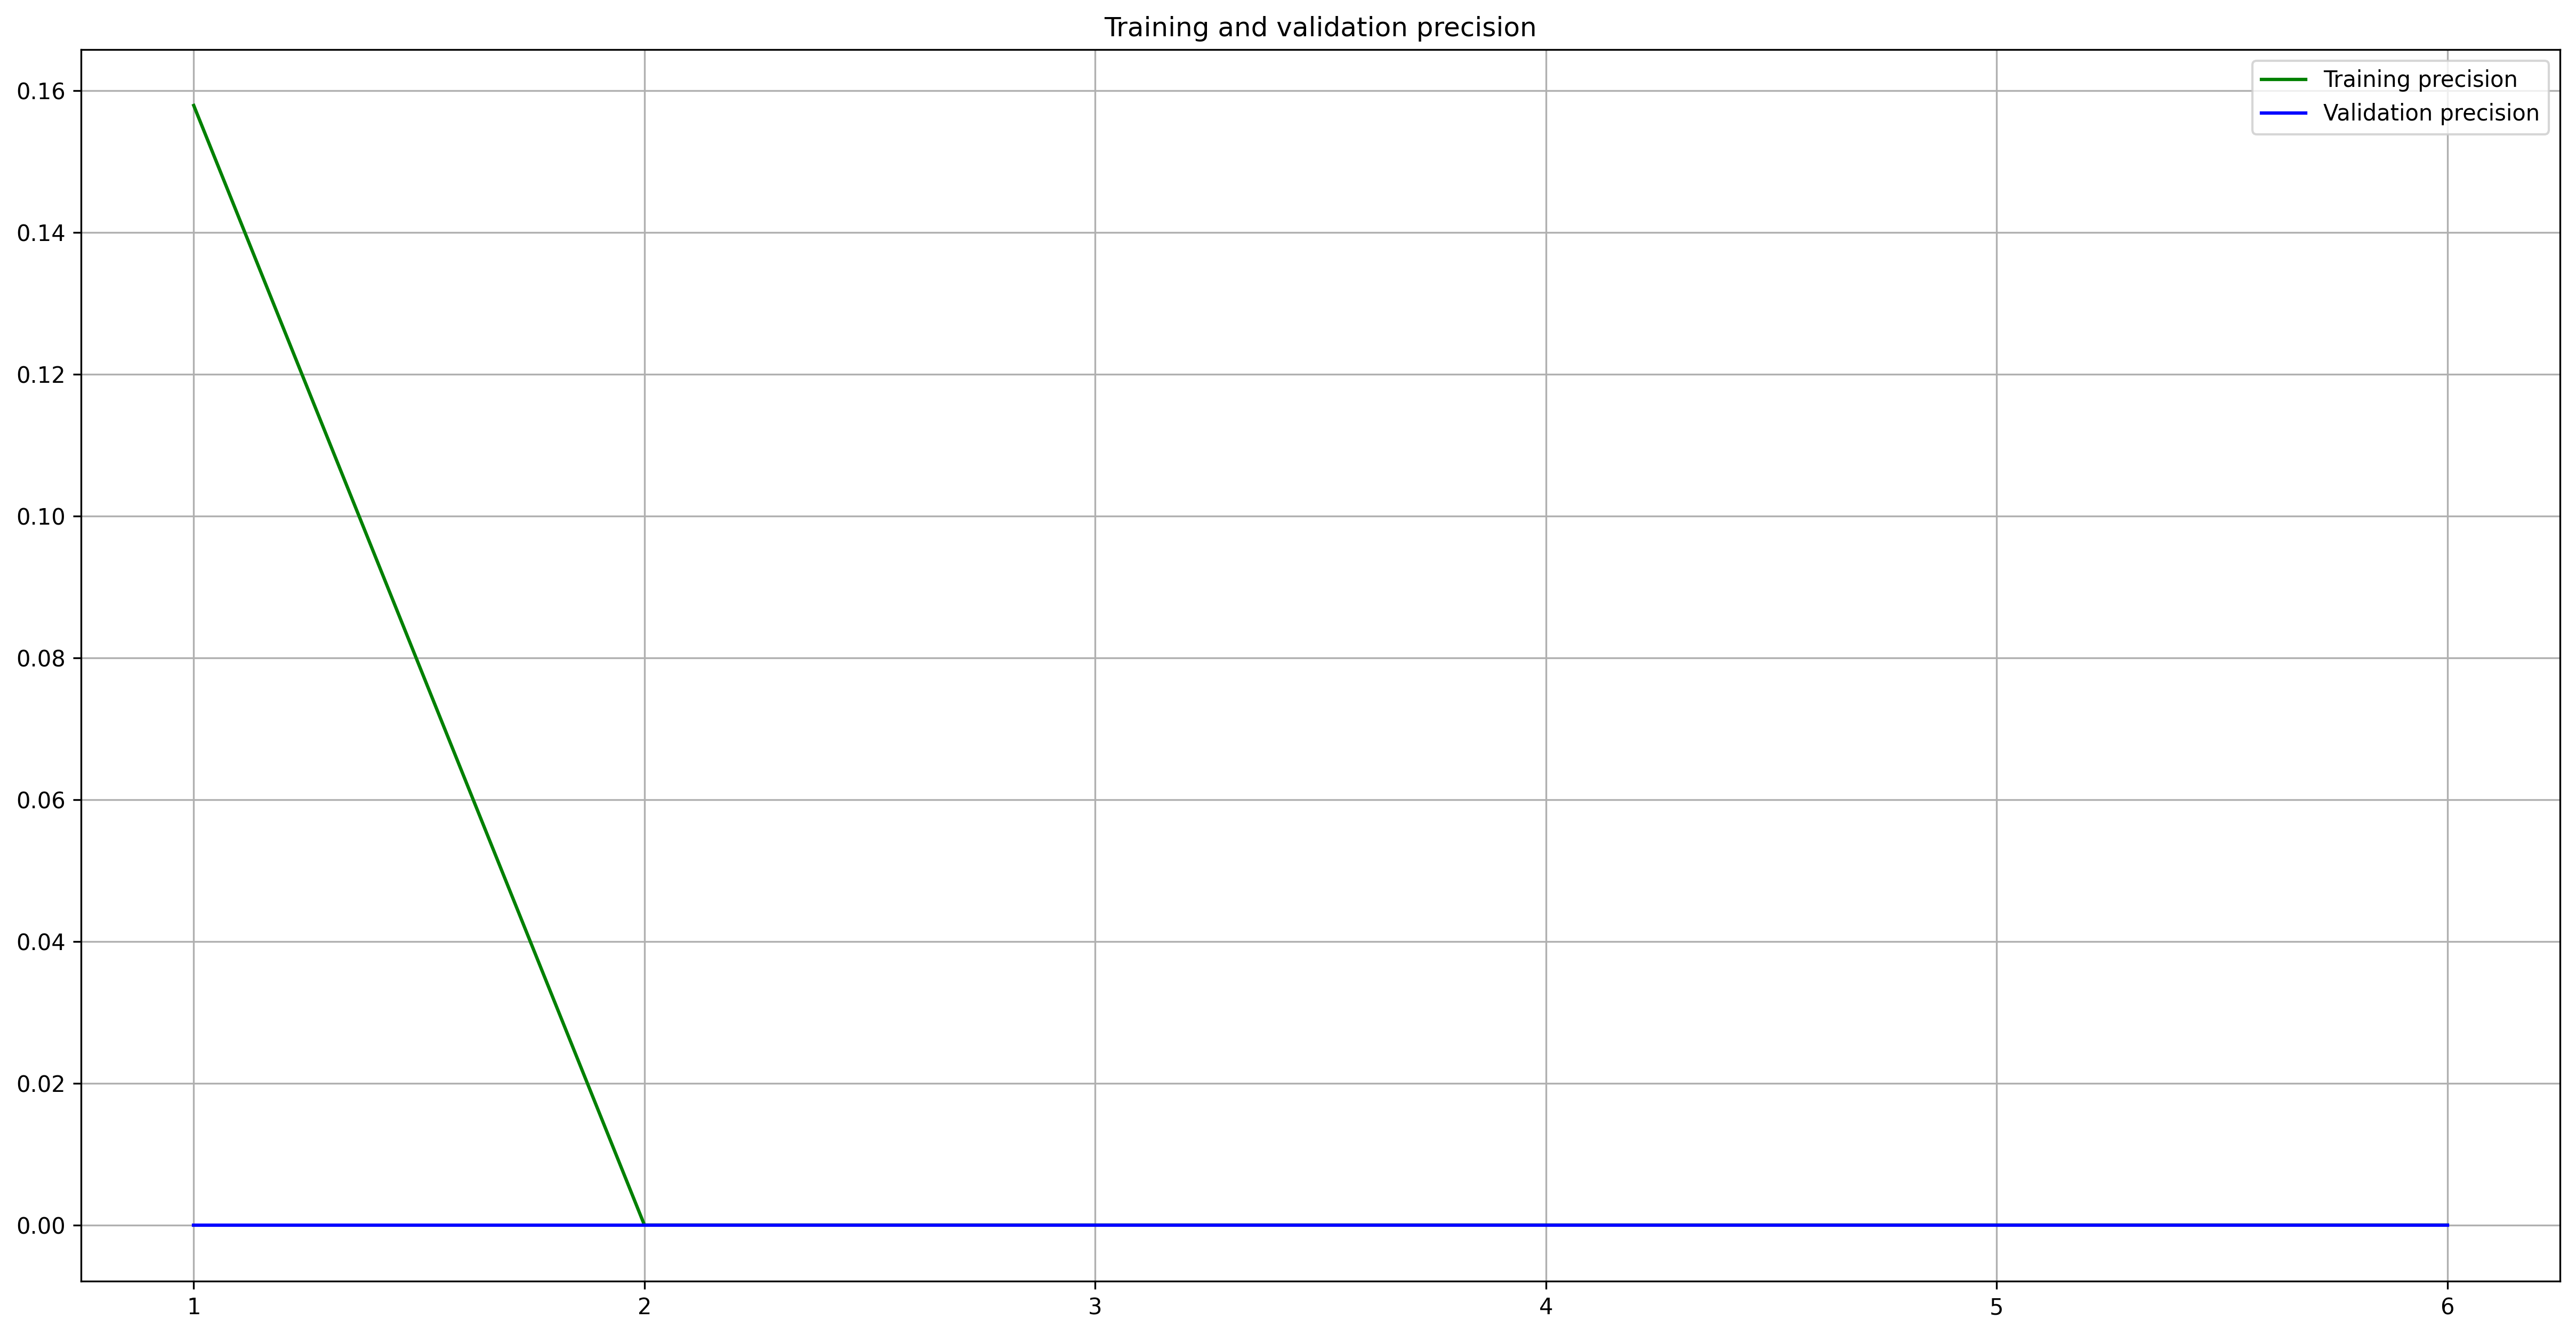 Training and validation precision
Training precision
Validation precision
0.16
0.14
0.12
0.10
0.08
0.06
0.04
0.02
0.00
1 2 3 4 5 6